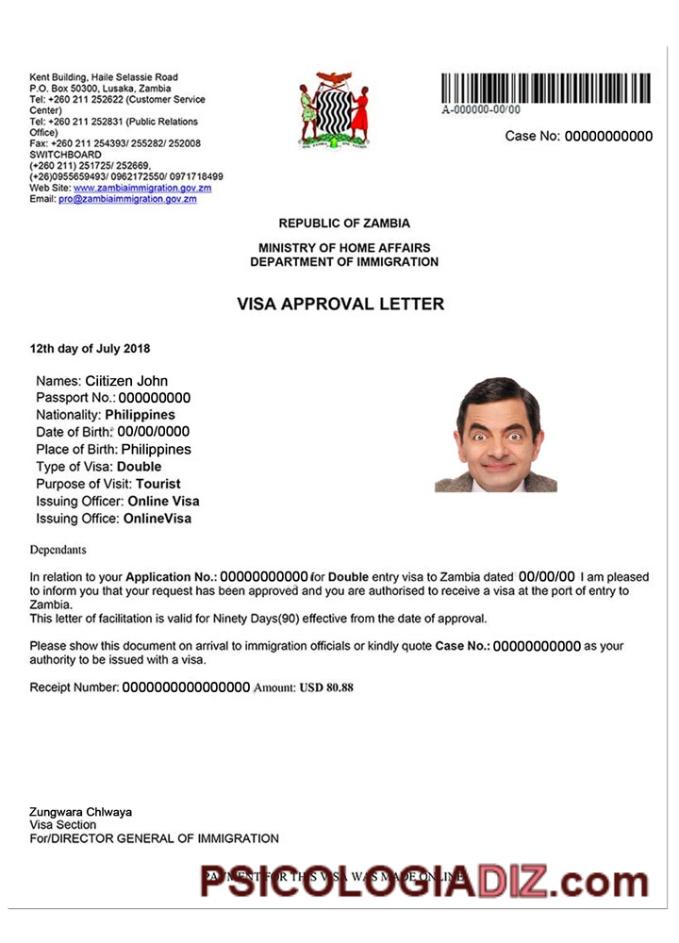 Kent Building, Haile Selassie Road
P.O. Box 50300, Lusaka, Zambia
Tel: +260 211 252622 (Customer Service
Center)
Tel: +260 211 252831 (Public Relations
Office)
Fax: +260 211 254393/ 255282/ 252008
SWITCHBOARD
(+260 211) 251725/ 252669,
(+26)0955659493/ 0962172550/ 0971718499
Web Site: www.zambiaimmigration.gov.zm
Email: pro@zambiaimmigration.gov.zm
A-000000-00/00
Case No: 00000000000
REPUBLIC OF ZAMBIA
MINISTRY OF HOME AFFAIRS
DEPARTMENT OF IMMIGRATION
VISA APPROVAL LETTER
12th day of July 2018
Names: Ciitizen John
Passport No.: 000000000
Nationality: Philippines
Date of Birth: 00/00/0000
Place of Birth: Philippines
Type of Visa: Double
Purpose of Visit: Tourist
Issuing Officer: Online Visa
Issuing Office: OnlineVisa
Dependants
In relation to your Application No.: 00000000000 for Double entry visa to Zambia dated 00/00/00 I am pleased
to inform you that your request has been approved and you are authorised to receive a visa at the port of entry to
Zambia.
This letter of facilitation is valid for Ninety Days(90) effective from the date of approval.
Please show this document on arrival to immigration officials or kindly quote Case No.: 00000000000 as your
authority to be issued with a visa.
Receipt Number: 0000000000000000 Amount: USD 80.88
Zungwara Chlwaya
Visa Section
For/DIRECTOR GENERAL OF IMMIGRATION
PAYMENT FOR THIS VISA WAS MADE ONLINE
PSICOLOGIADIZ.com